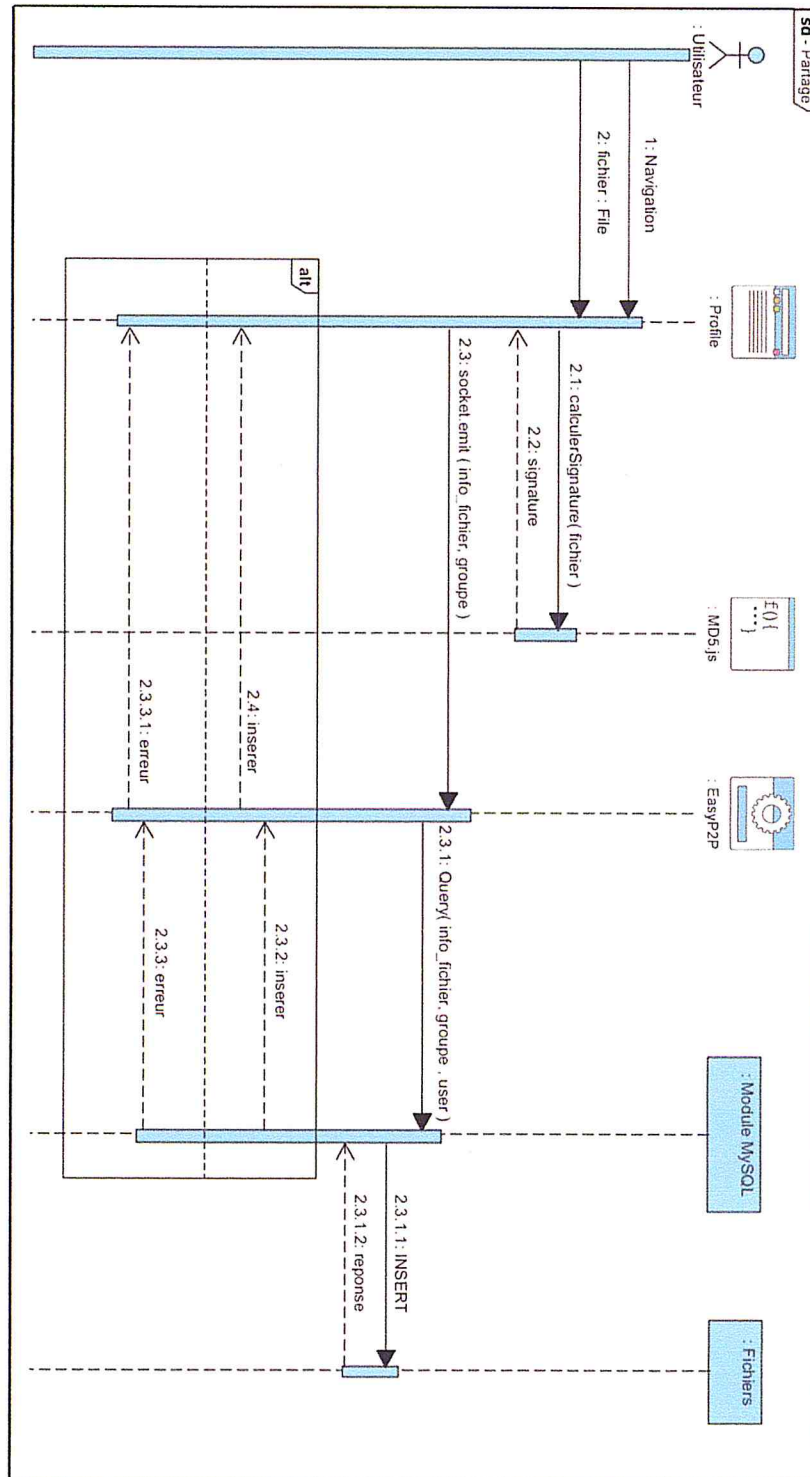 sd - Partage
: Utilisateur
: Profile
f(){
...
}
: MD5.js
: EasyP2P
: Module MySQL
: Fichiers
1: Navigation
2: fichier : File
2.1: calculerSignature( fichier )
2.2: signature
2.3: socket.emit ( info_fichier, groupe )
2.3.1: Query( info_fichier, groupe , user )
2.3.1.1: INSERT
2.3.1.2: reponse
alt
2.3.2: inserer
2.4: inserer
2.3.3: erreur
2.3.3.1: erreur